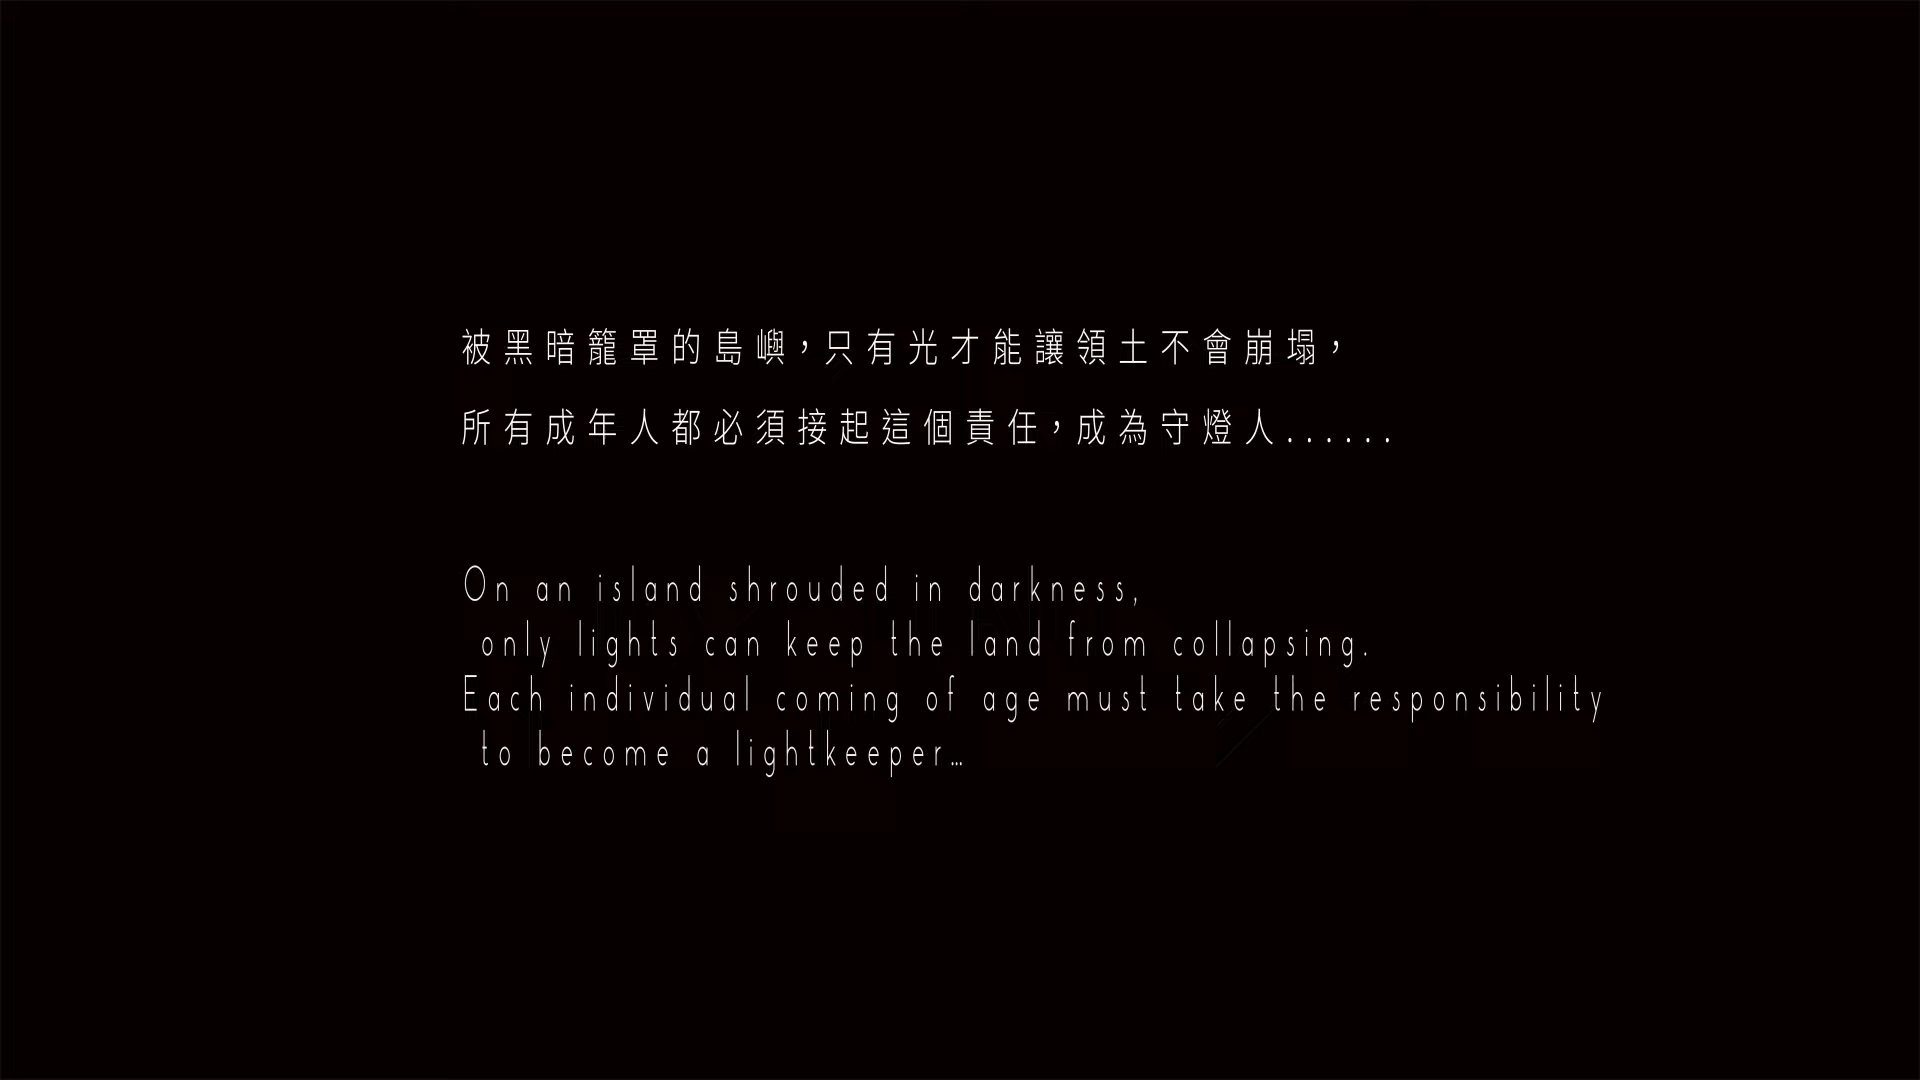 被黑暗籠罩的島嶼，只有光才能讓領土不會崩塌，
所有成年人都必須接起這個責任，成為守燈人......
On an island shrouded in darkness,
only lights can keep the land from collapsing.
Each individual coming of age must take the responsibility
to become a lightkeeper…